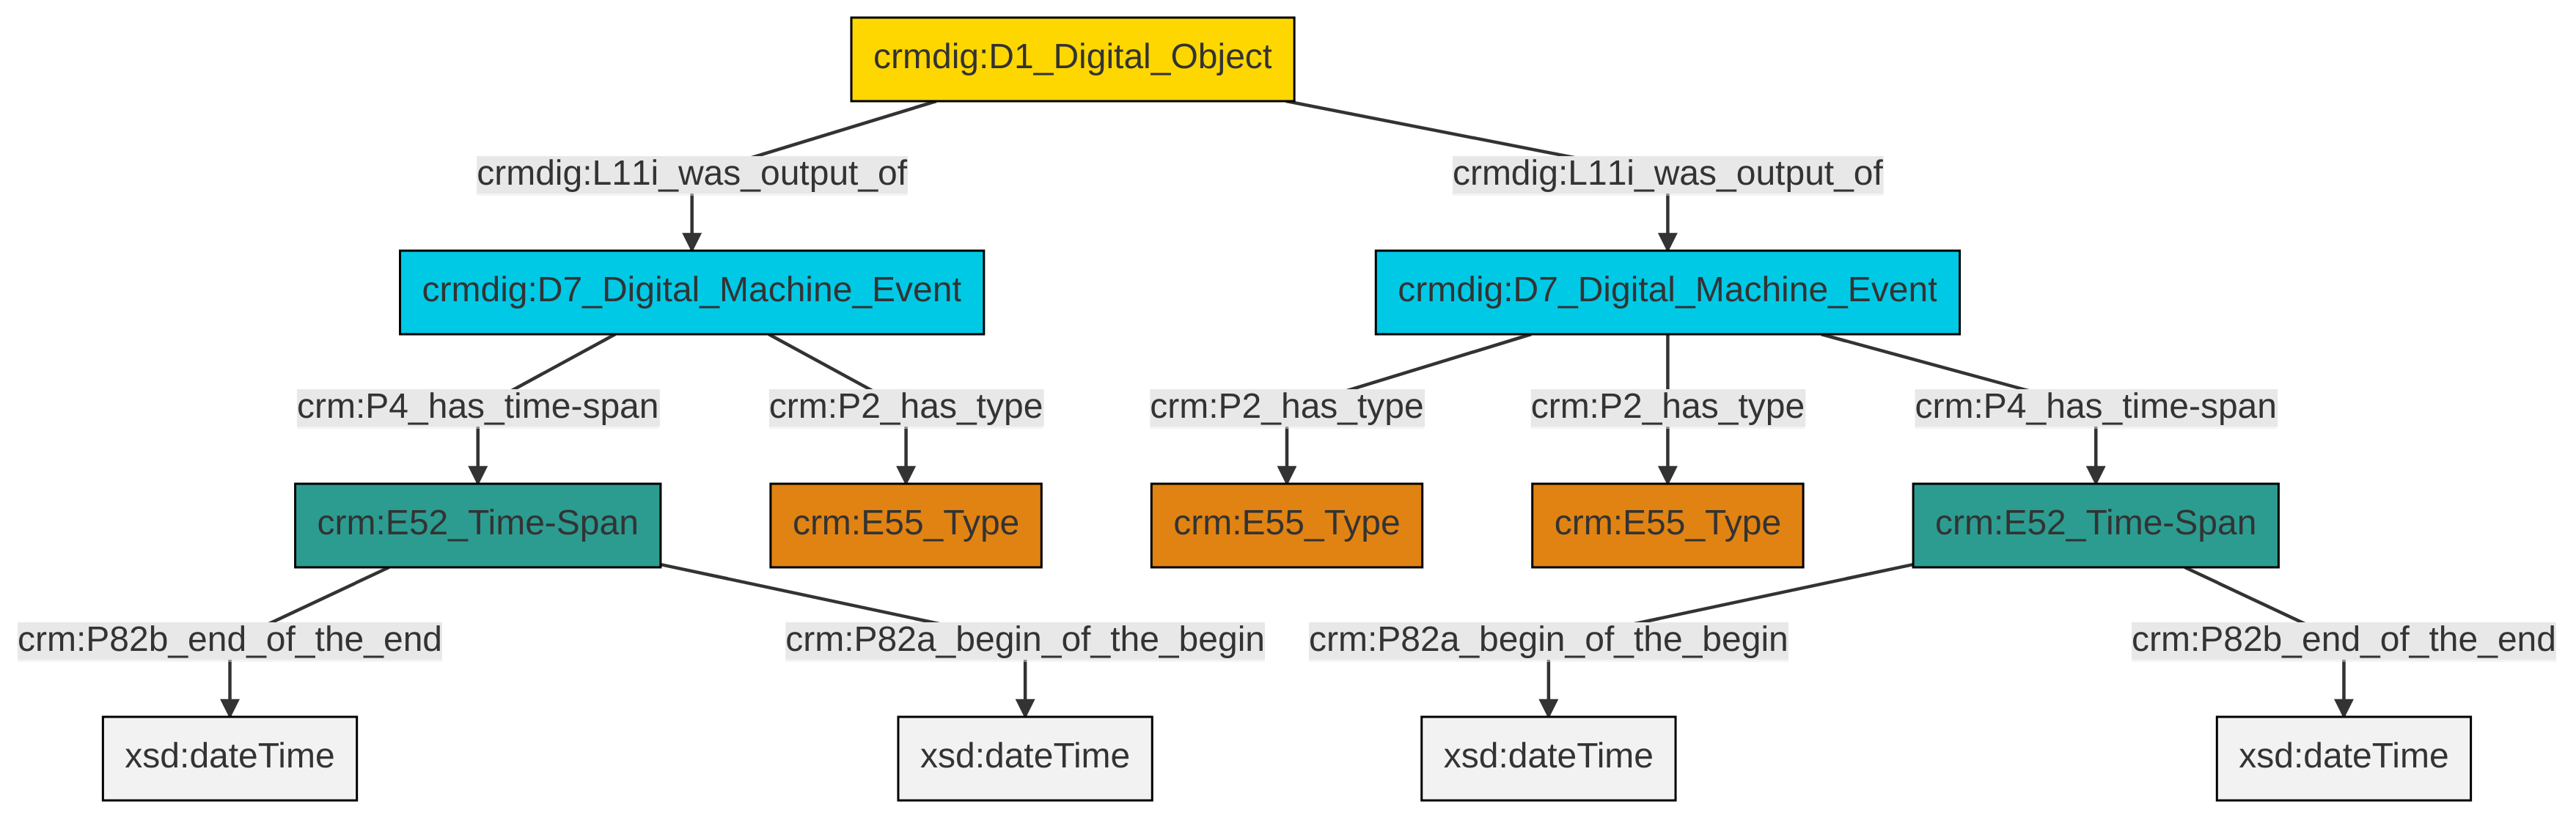 crmdig:D1_Digital_Object
crmdig:L11i_was_output_of
crmdig:L11i_was_output_of
crmdig:D7_Digital_Machine_Event
crmdig:D7_Digital_Machine_Event
crm:P4_has_time-span
crm:P2_has_type
crm:P2_has_type
crm:P2_has_type
crm:P4_has_time-span
crm:E52_Time-Span
crm:E55_Type
crm:E55_Type
crm:E55_Type
crm:E52_Time-Span
crm:P82b_end_of_the_end
crm:P82a_begin_of_the_begin
crm:P82a_begin_of_the_begin
crm:P82b_end_of_the_end
xsd:dateTime
xsd:dateTime
xsd:dateTime
xsd:dateTime